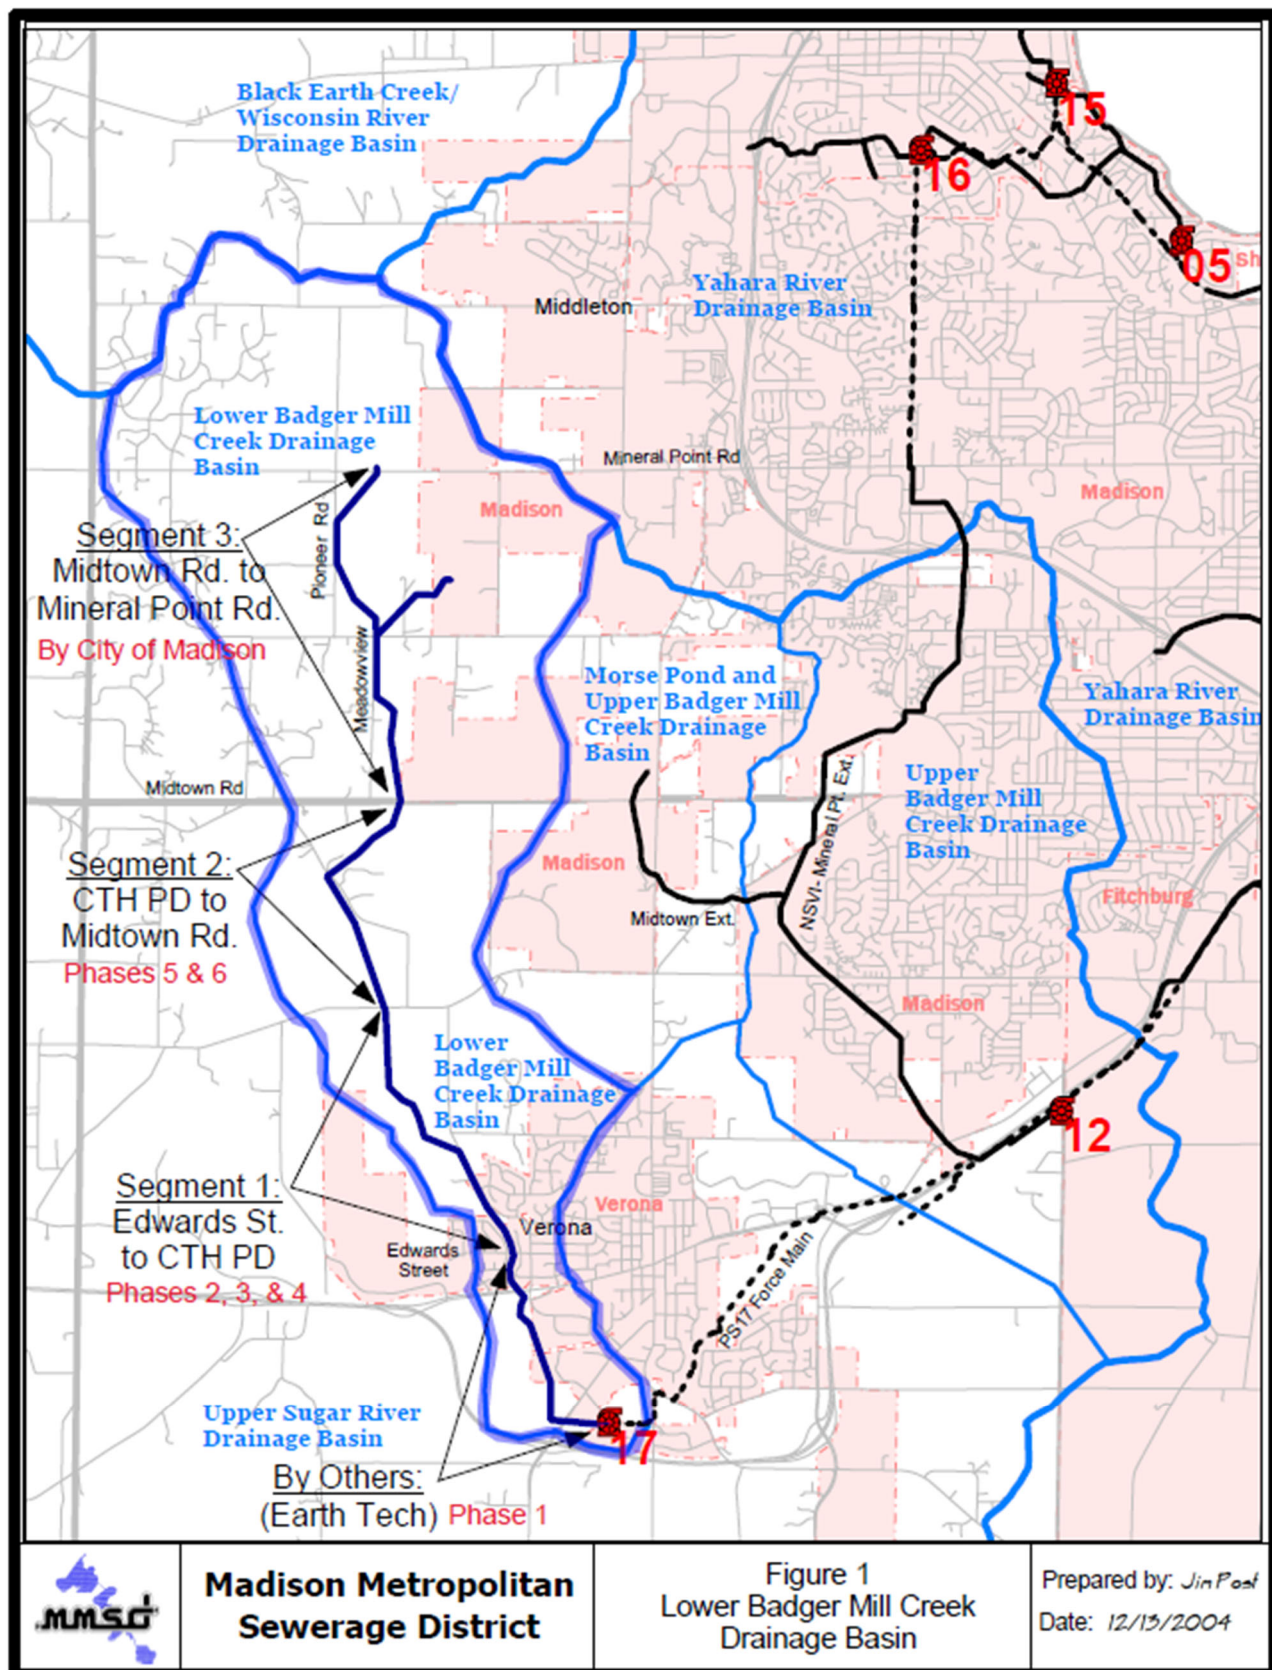 Black Earth Creek/
Wisconsin River
Drainage Basin
15
16
05
Sh
Yahara River
Drainage Basin
Middleton
Lower Badger Mill
Creek Drainage
Basin
Mineral Point Rd
Madison
Madison
Segment 3:
Midtown Rd. to
Mineral Point Rd.
By City of Madison
Pioneer Rd
Meadowview
Morse Pond and
Upper Badger Mill
Creek Drainage
Basin
Yahara River
Drainage Basin
Midtown Rd
NSVI - Mineral Pt. Ext.
Upper
Badger Mill
Creek Drainage
Basin
Segment 2:
CTH PD to
Midtown Rd.
Phases 5 & 6
Madison
Midtown Ext.
Fitchburg
Madison
Lower
Badger Mill
Creek Drainage
Basin
12
Segment 1:
Edwards St.
to CTH PD
Phases 2, 3, & 4
Verona
Verona
Edwards
Street
PS17 Force Main
Upper Sugar River
Drainage Basin
17
By Others:
(Earth Tech) Phase 1
MMSD
Madison Metropolitan
Sewerage District
Figure 1
Lower Badger Mill Creek
Drainage Basin
Prepared by: Jim Post
Date: 12/13/2004